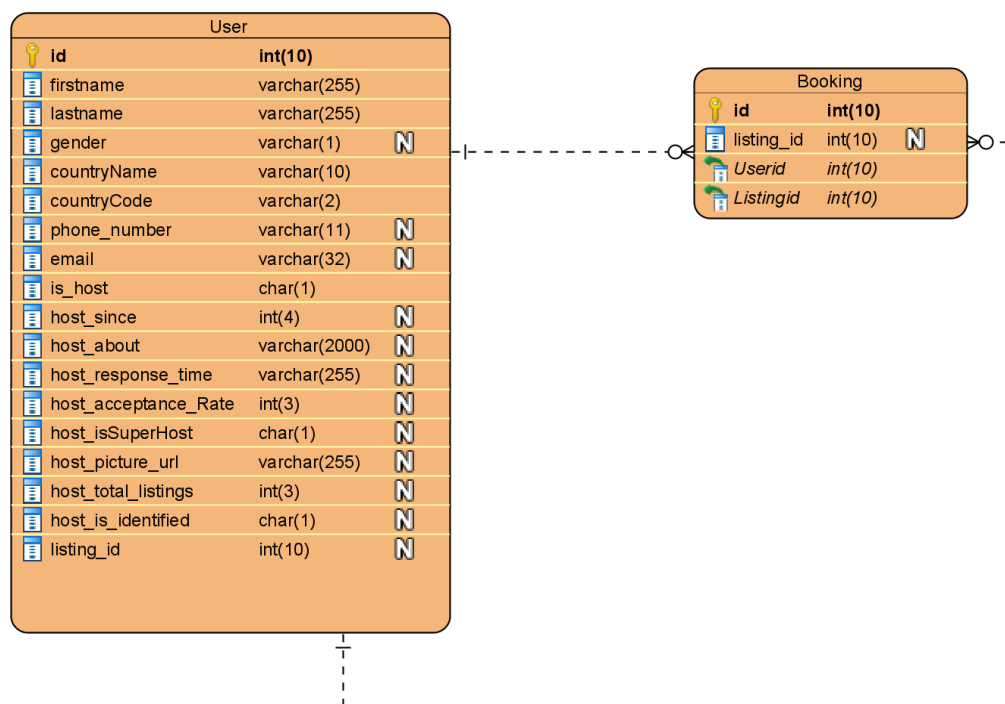 User
id int(10)
firstname varchar(255)
lastname varchar(255)
gender varchar(1) N
countryName varchar(10)
countryCode varchar(2)
phone_number varchar(11) N
email varchar(32) N
is_host char(1)
host_since int(4) N
host_about varchar(2000) N
host_response_time varchar(255) N
host_acceptance_Rate int(3) N
host_isSuperHost char(1) N
host_picture_url varchar(255) N
host_total_listings int(3) N
host_is_identified char(1) N
listing_id int(10) N
Booking
id int(10)
listing_id int(10) N
Userid int(10)
Listingid int(10)